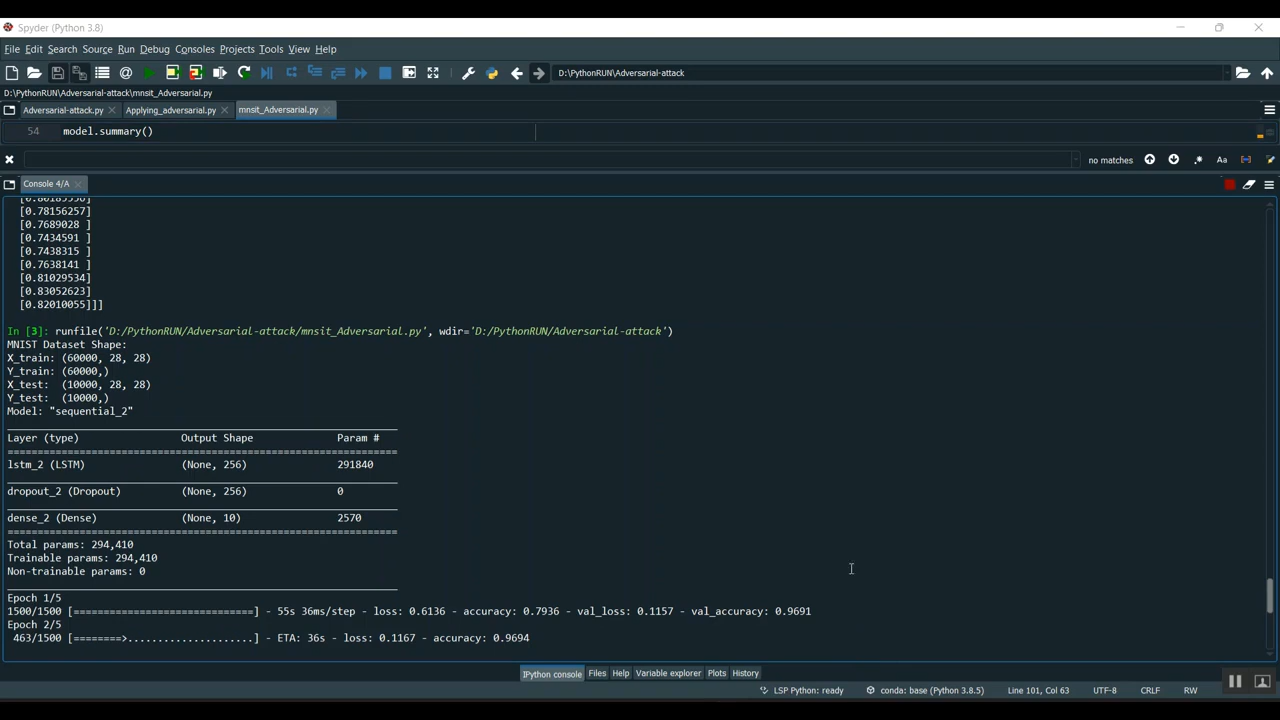 Spyder (Python 3.8)
File Edit Search Source Run Debug Consoles Projects Tools View Help
D:\PythonRUN\Adversarial-attack
D:\PythonRUN\Adversarial-attack\mnsit_Adversarial.py
Adversarial-attack.py Applying_adversarial.py mnsit_Adversarial.py
54 model.summary()
no matches
Console 4/A
[0.78156257]
[0.7689028 ]
[0.7434591 ]
[0.7438315 ]
[0.7638141 ]
[0.81029534]
[0.83052623]
[0.82010055]]]
In [3]: runfile('D:/PythonRUN/Adversarial-attack/mnsit_Adversarial.py', wdir='D:/PythonRUN/Adversarial-attack')
MNIST Dataset Shape:
X_train: (60000, 28, 28)
Y_train: (60000,)
X_test: (10000, 28, 28)
Y_test: (10000,)
Model: "sequential_2"
Layer (type) Output Shape Param #
=================================================================
lstm_2 (LSTM) (None, 256) 291840
dropout_2 (Dropout) (None, 256) 0
dense_2 (Dense) (None, 10) 2570
=================================================================
Total params: 294,410
Trainable params: 294,410
Non-trainable params: 0
Epoch 1/5
1500/1500 [==============================] - 55s 36ms/step - loss: 0.6136 - accuracy: 0.7936 - val_loss: 0.1157 - val_accuracy: 0.9691
Epoch 2/5
463/1500 [========>.....................] - ETA: 36s - loss: 0.1167 - accuracy: 0.9694
IPython console Files Help Variable explorer Plots History
LSP Python: ready conda: base (Python 3.8.5) Line 101, Col 63 UTF-8 CRLF RW